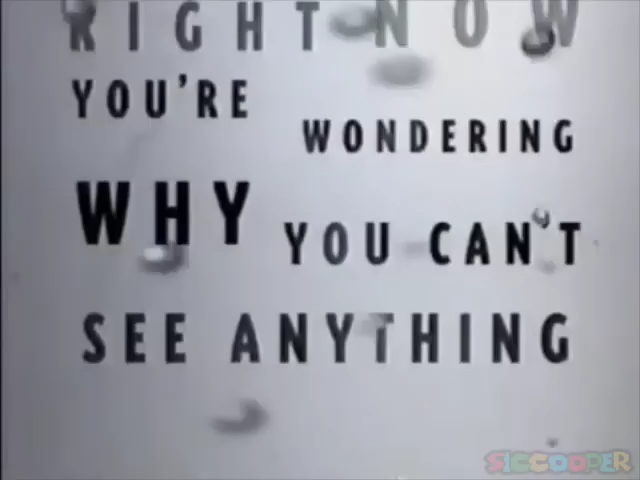 RIGHT NOW
YOU'RE
WONDERING
WHY
YOU CAN'T
SEE ANYTHING
SICCOOPER